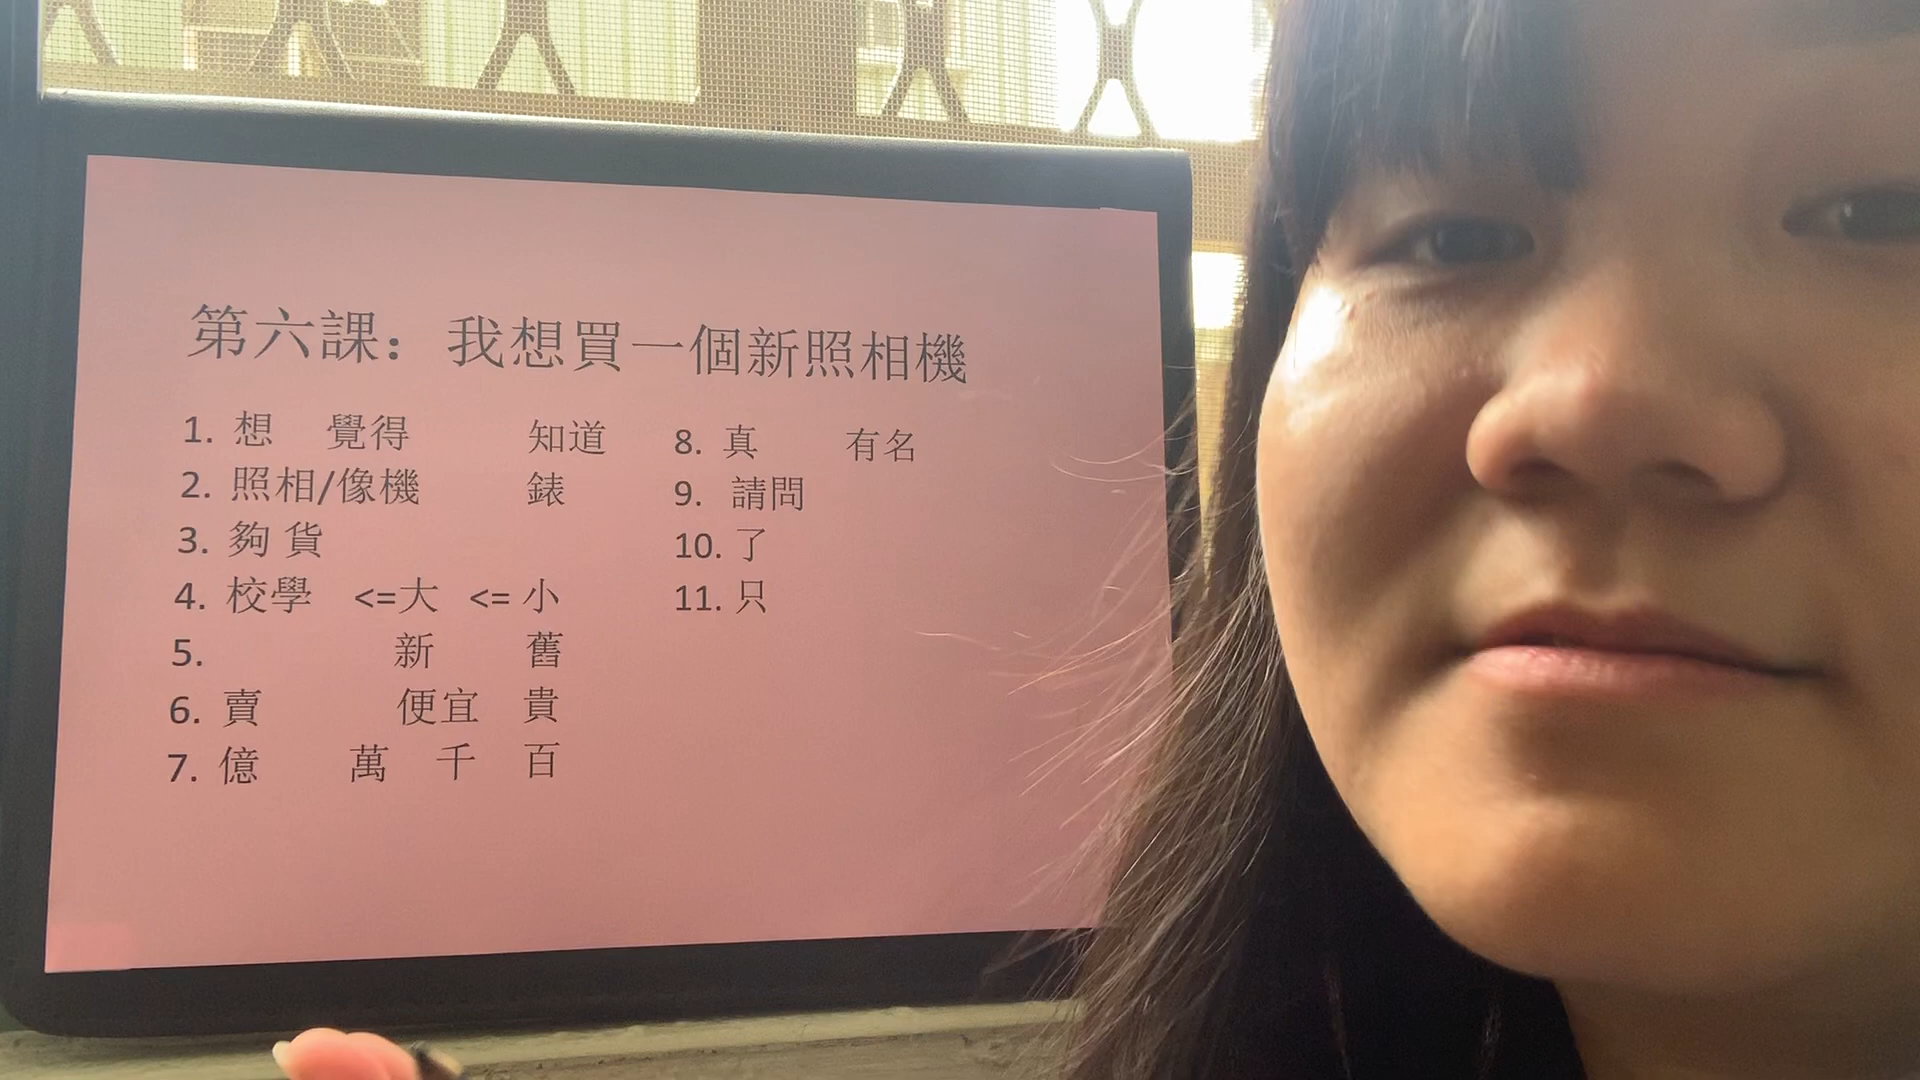 第六課：我想買一個新照相機
1. 想 覺得 知道
2. 照相/像機 錶
3. 夠 貨
4. 校學 <=大 <= 小
5. 新 舊
6. 賣 便宜 貴
7. 億 萬 千 百
8. 真 有名
9. 請問
10. 了
11. 只